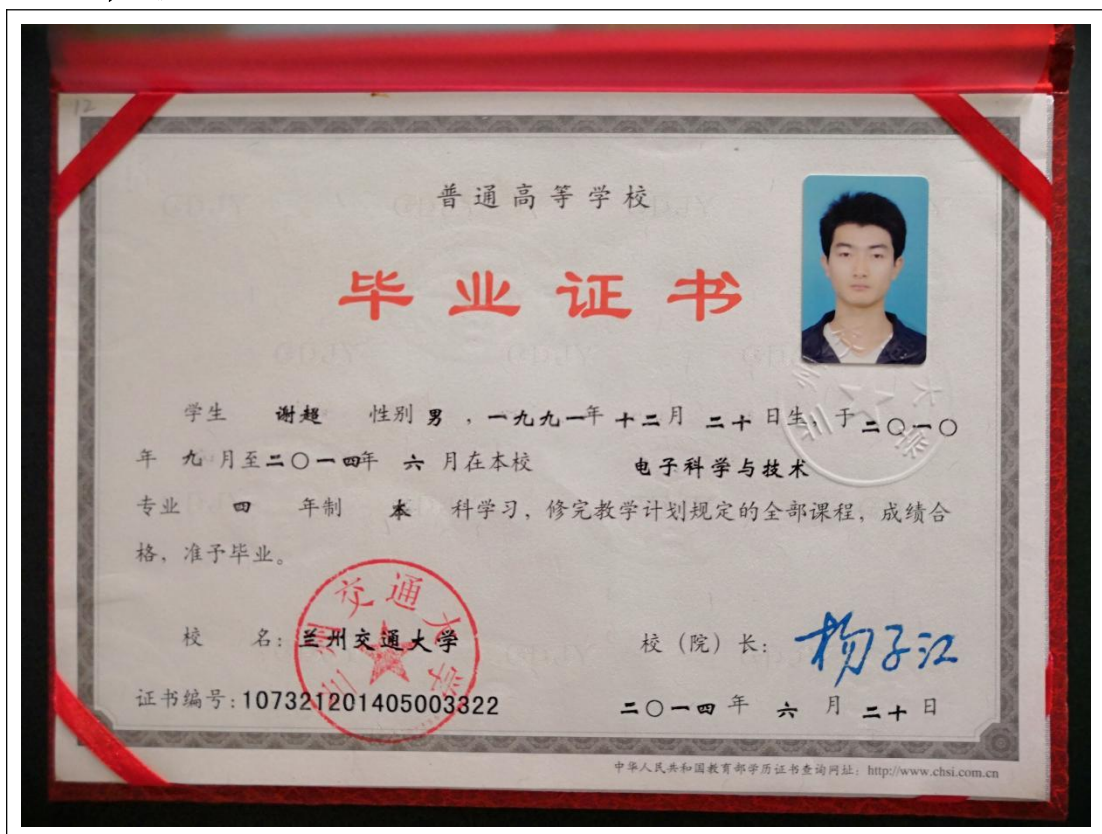 12
普通高等学校
毕业证书
学生 谢超 性别 男 ，一九九一年 十二月 二十 日生，于 二〇一〇
年 九 月至二〇一四年 六 月在本校 电子科学与技术
专业 四 年制 本 科学习，修完教学计划规定的全部课程，成绩合
格，准予毕业。
兰州交通大学
校 名：兰州交通大学 校（院）长：杨子江
证书编号：107321201405003322 二〇一四 年 六 月 二十 日
中华人民共和国教育部学历证书查询网址：http://www.chsi.com.cn